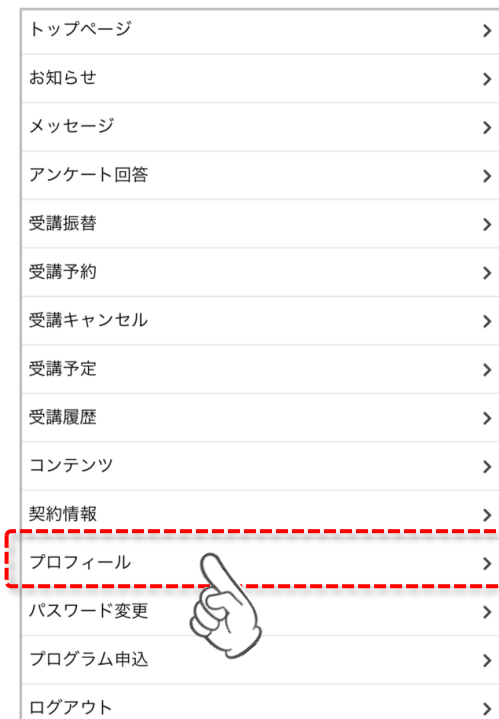 トップページ
お知らせ
メッセージ
アンケート回答
受講振替
受講予約
受講キャンセル
受講予定
受講履歴
コンテンツ
契約情報
プロフィール
パスワード変更
プログラム申込
ログアウト